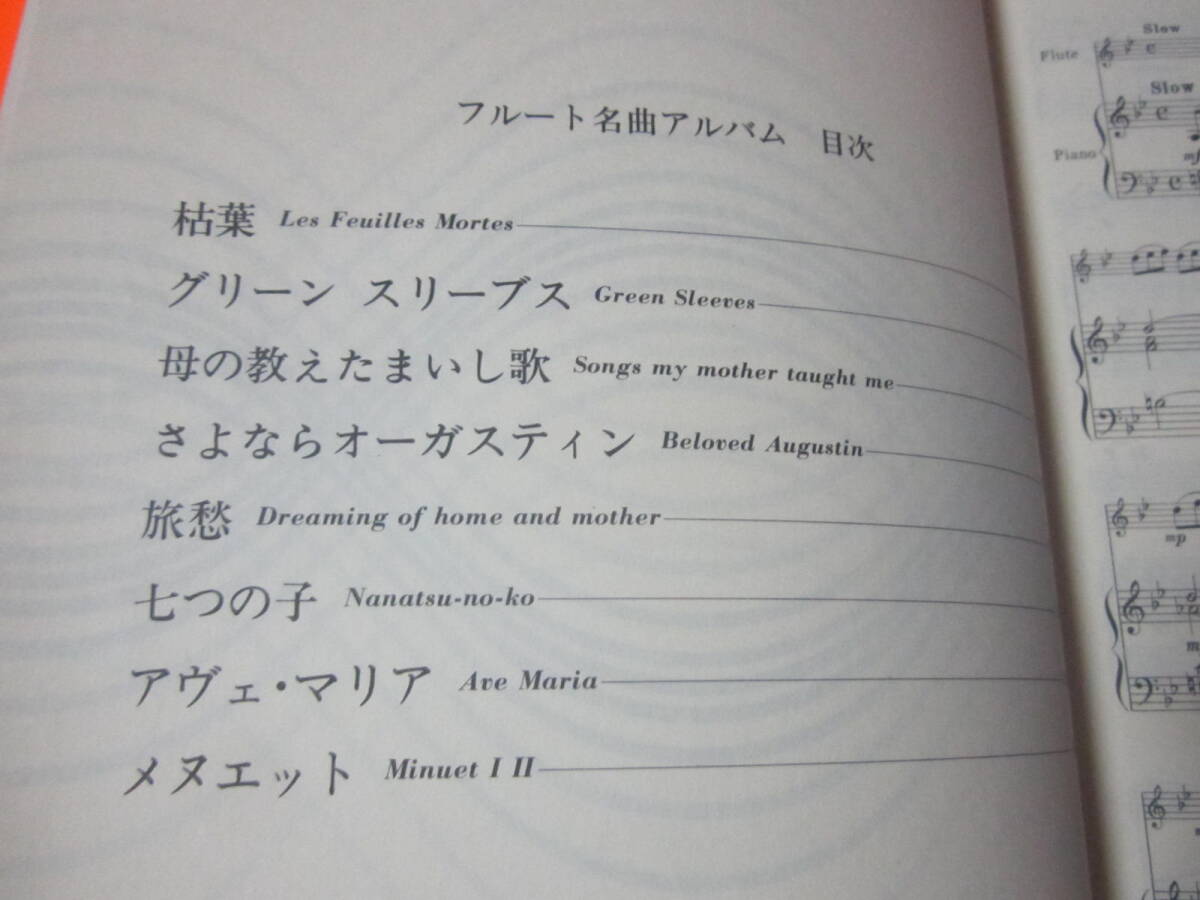 フルート名曲アルバム 目次
枯葉 Les Feuilles Mortes
グリーン スリーブス Green Sleeves
母の教えたまいし歌 Songs my mother taught me
さよならオーガスティン Beloved Augustin
旅愁 Dreaming of home and mother
七つの子 Nanatsu-no-ko
アヴェ・マリア Ave Maria
メヌエット Minuet I II
Slow
Flute
Slow
Piano
mf
mp